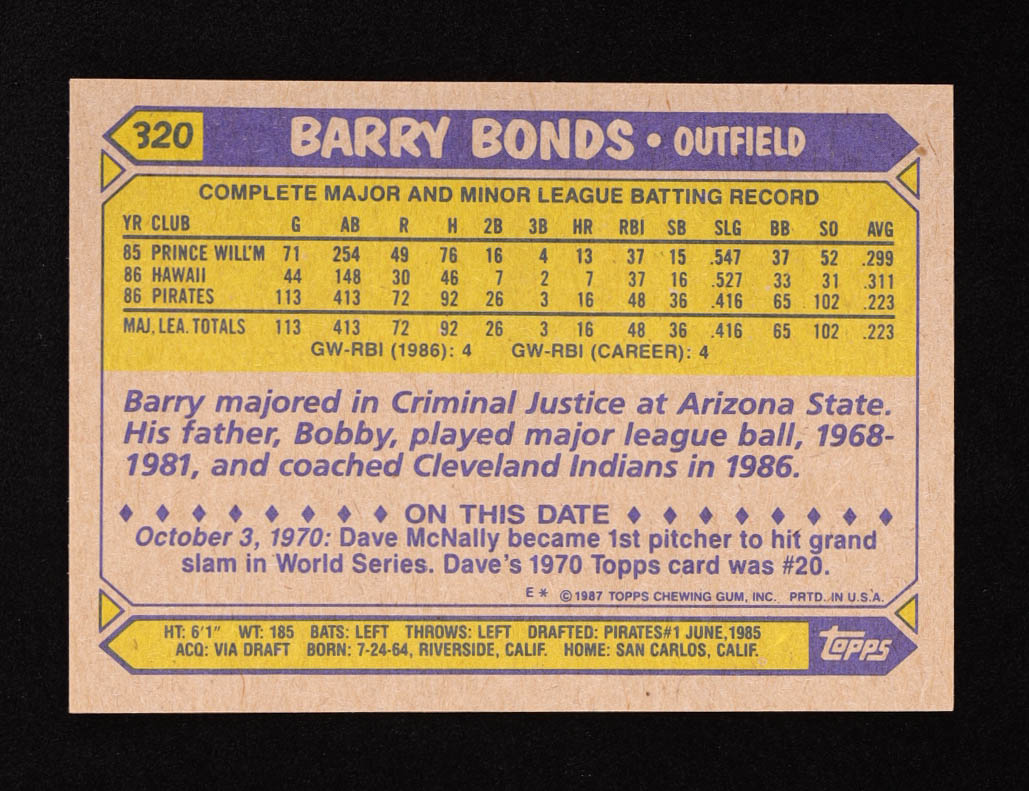 320 BARRY BONDS • OUTFIELD
COMPLETE MAJOR AND MINOR LEAGUE BATTING RECORD
YR CLUB G AB R H 2B 3B HR RBI SB SLG BB SO AVG
85 PRINCE WILL'M 71 254 49 76 16 4 13 37 15 .547 37 52 .299
86 HAWAII 44 148 30 46 7 2 7 37 16 .527 33 31 .311
86 PIRATES 113 413 72 92 26 3 16 48 36 .416 65 102 .223
MAJ. LEA. TOTALS 113 413 72 92 26 3 16 48 36 .416 65 102 .223
GW-RBI (1986): 4 GW-RBI (CAREER): 4
Barry majored in Criminal Justice at Arizona State.
His father, Bobby, played major league ball, 1968-
1981, and coached Cleveland Indians in 1986.
♦ ♦ ♦ ♦ ♦ ♦ ♦ ♦ ON THIS DATE ♦ ♦ ♦ ♦ ♦ ♦ ♦ ♦
October 3, 1970: Dave McNally became 1st pitcher to hit grand
slam in World Series. Dave's 1970 Topps card was #20.
E * © 1987 TOPPS CHEWING GUM, INC. PRTD. IN U.S.A.
HT: 6'1" WT: 185 BATS: LEFT THROWS: LEFT DRAFTED: PIRATES#1 JUNE,1985
ACQ: VIA DRAFT BORN: 7-24-64, RIVERSIDE, CALIF. HOME: SAN CARLOS, CALIF.
topps